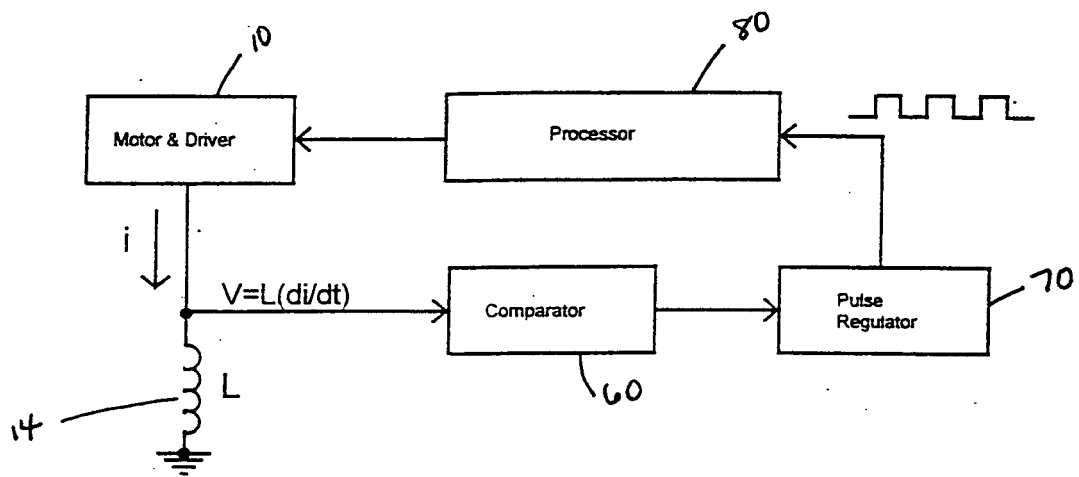 10
80
Motor & Driver
Processor
i
V=L(di/dt)
Comparator
Pulse
Regulator
70
60
L
14